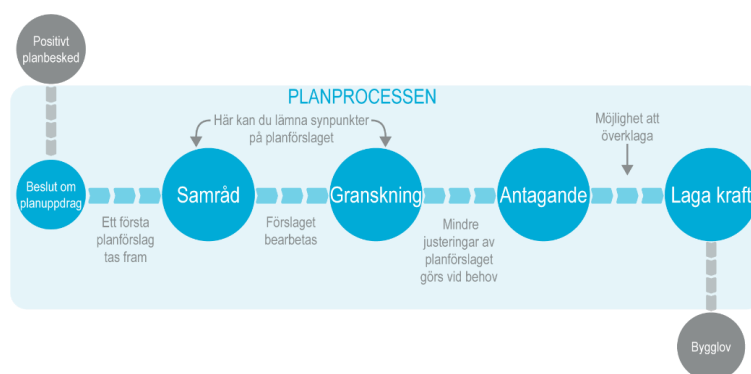 Positivt
planbesked
PLANPROCESSEN
Här kan du lämna synpunkter
på planförslaget
Möjlighet att
överklaga
Beslut om
planuppdrag
Samråd
Granskning
Antagande
Laga kraft
Ett första
planförslag
tas fram
Förslaget
bearbetas
Mindre
justeringar av
planförslaget
görs vid behov
Bygglov